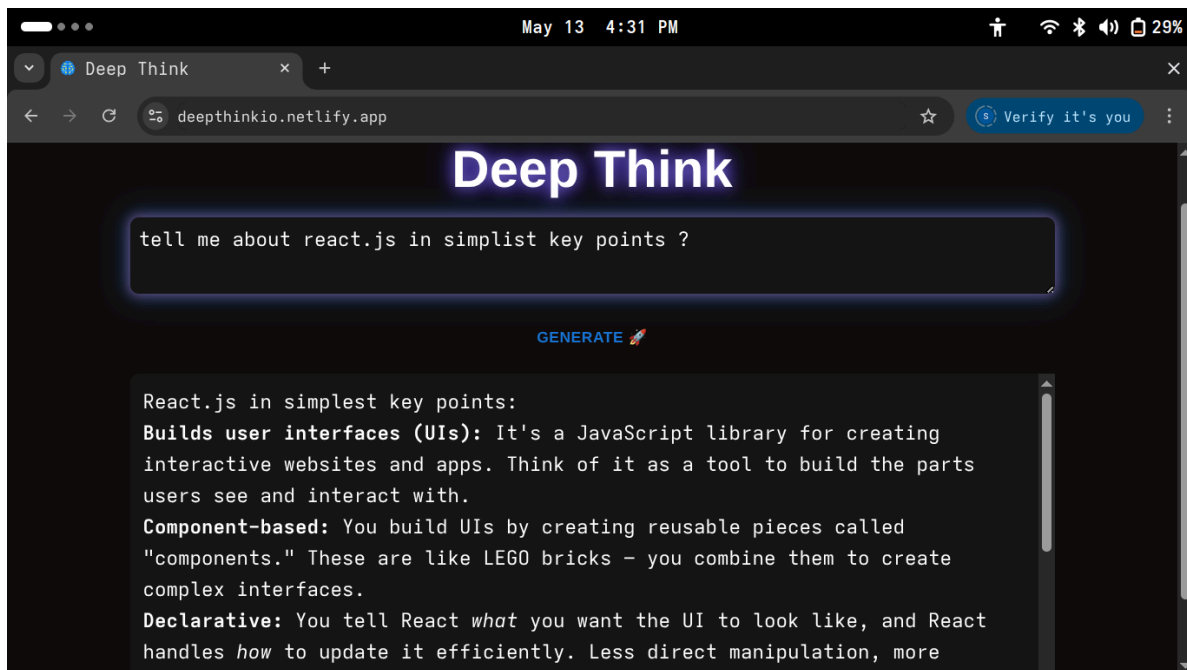 May 13 4:31 PM
29%
Deep Think
deepthinkio.netlify.app
S
Verify it's you
Deep Think
tell me about react.js in simplist key points ?
GENERATE 🚀
React.js in simplest key points:
Builds user interfaces (UIs): It's a JavaScript library for creating
interactive websites and apps. Think of it as a tool to build the parts
users see and interact with.
Component-based: You build UIs by creating reusable pieces called
"components." These are like LEGO bricks – you combine them to create
complex interfaces.
Declarative: You tell React what you want the UI to look like, and React
handles how to update it efficiently. Less direct manipulation, more